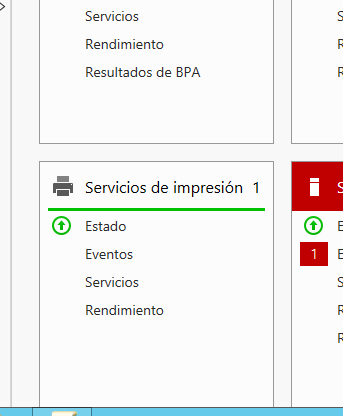 Servicios
Rendimiento
Resultados de BPA
Servicios de impresión 1
Estado
Eventos
Servicios
Rendimiento
1